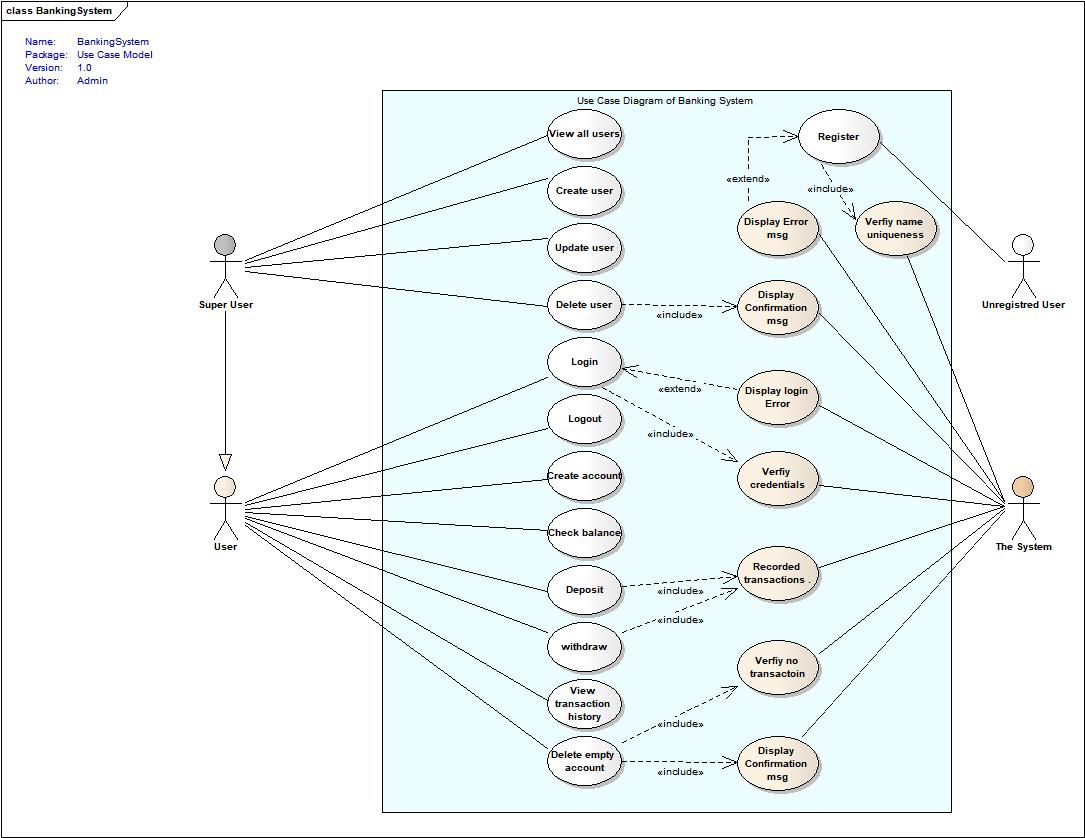 class BankingSystem
Name: BankingSystem
Package: Use Case Model
Version: 1.0
Author: Admin
Use Case Diagram of Banking System
View all users
Register
«extend»
«include»
Create user
Display Error
msg
Verfiy name
uniqueness
Update user
Super User
Unregistred User
Delete user
«include»
Display
Confirmation
msg
Login
«extend»
Display login
Error
Logout
«include»
Verfiy
credentials
Create account
User
The System
Check balance
Recorded
transactions .
Deposit
«include»
«include»
withdraw
Verfiy no
transactoin
View
transaction
history
«include»
Delete empty
account
«include»
Display
Confirmation
msg